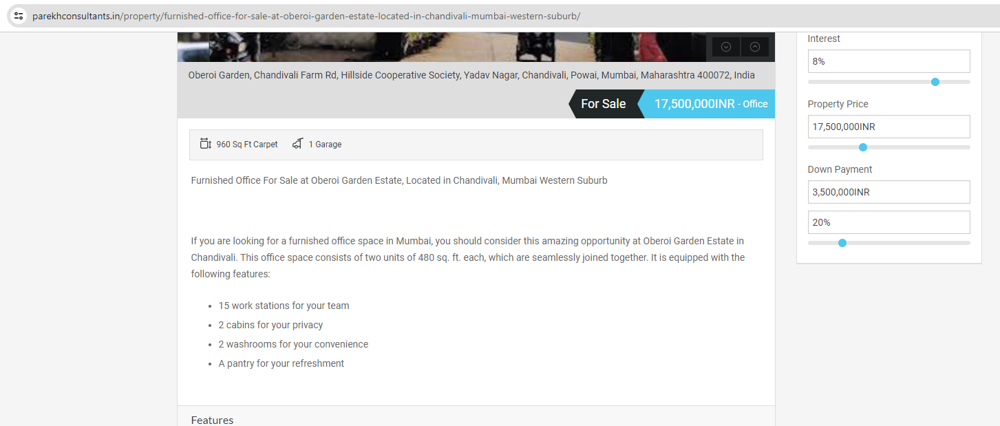 parekhconsultants.in/property/furnished-office-for-sale-at-oberoi-garden-estate-located-in-chandivali-mumbai-western-suburb/
Oberoi Garden, Chandivali Farm Rd, Hillside Cooperative Society, Yadav Nagar, Chandivali, Powai, Mumbai, Maharashtra 400072, India
For Sale
17,500,000INR - Office
960 Sq Ft Carpet
1 Garage
Furnished Office For Sale at Oberoi Garden Estate, Located in Chandivali, Mumbai Western Suburb
If you are looking for a furnished office space in Mumbai, you should consider this amazing opportunity at Oberoi Garden Estate in
Chandivali. This office space consists of two units of 480 sq. ft. each, which are seamlessly joined together. It is equipped with the
following features:
• 15 work stations for your team
• 2 cabins for your privacy
• 2 washrooms for your convenience
• A pantry for your refreshment
Features
Interest
8%
Property Price
17,500,000INR
Down Payment
3,500,000INR
20%